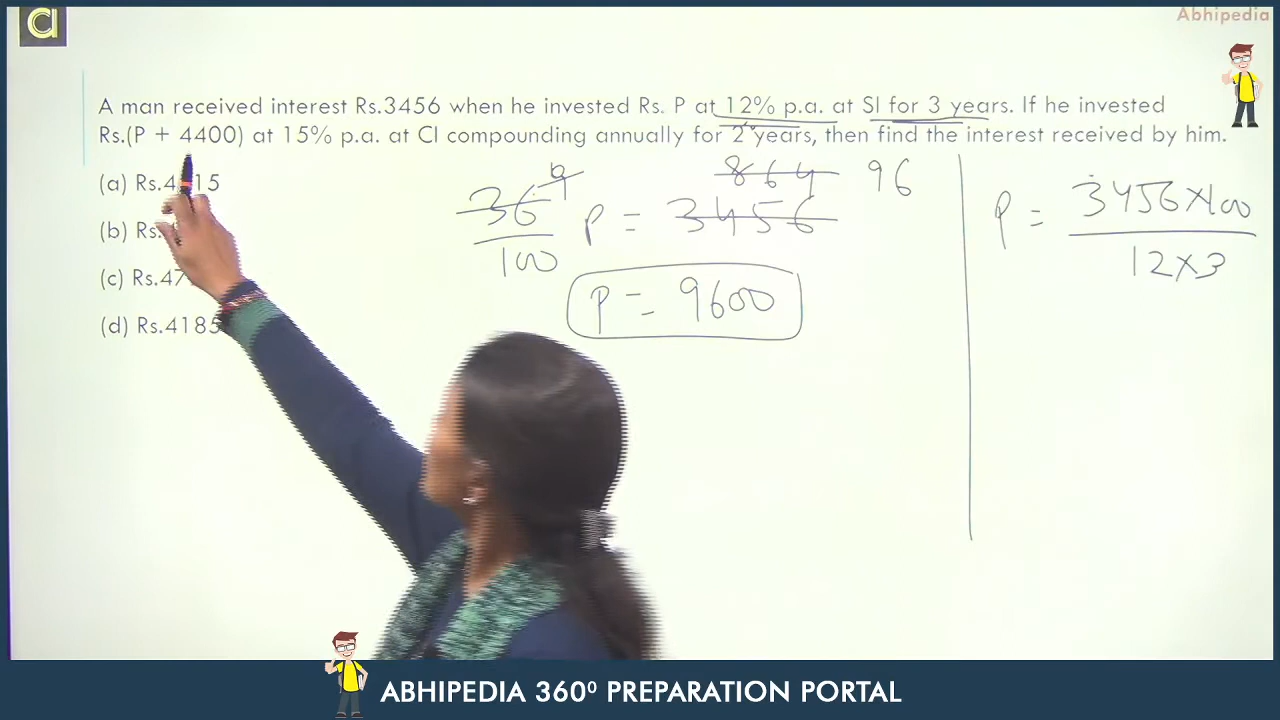 Abhipedia
A man received interest Rs.3456 when he invested Rs. P at 12% p.a. at SI for 3 years. If he invested
Rs.(P + 4400) at 15% p.a. at CI compounding annually for 2 years, then find the interest received by him.
(a) Rs.4 15
(b) Rs.
(c) Rs.47
(d) Rs.4185
9 864 96
36/100 P = 3456
P = 9600
P = 3456×100
12×3
ABHIPEDIA 360⁰ PREPARATION PORTAL